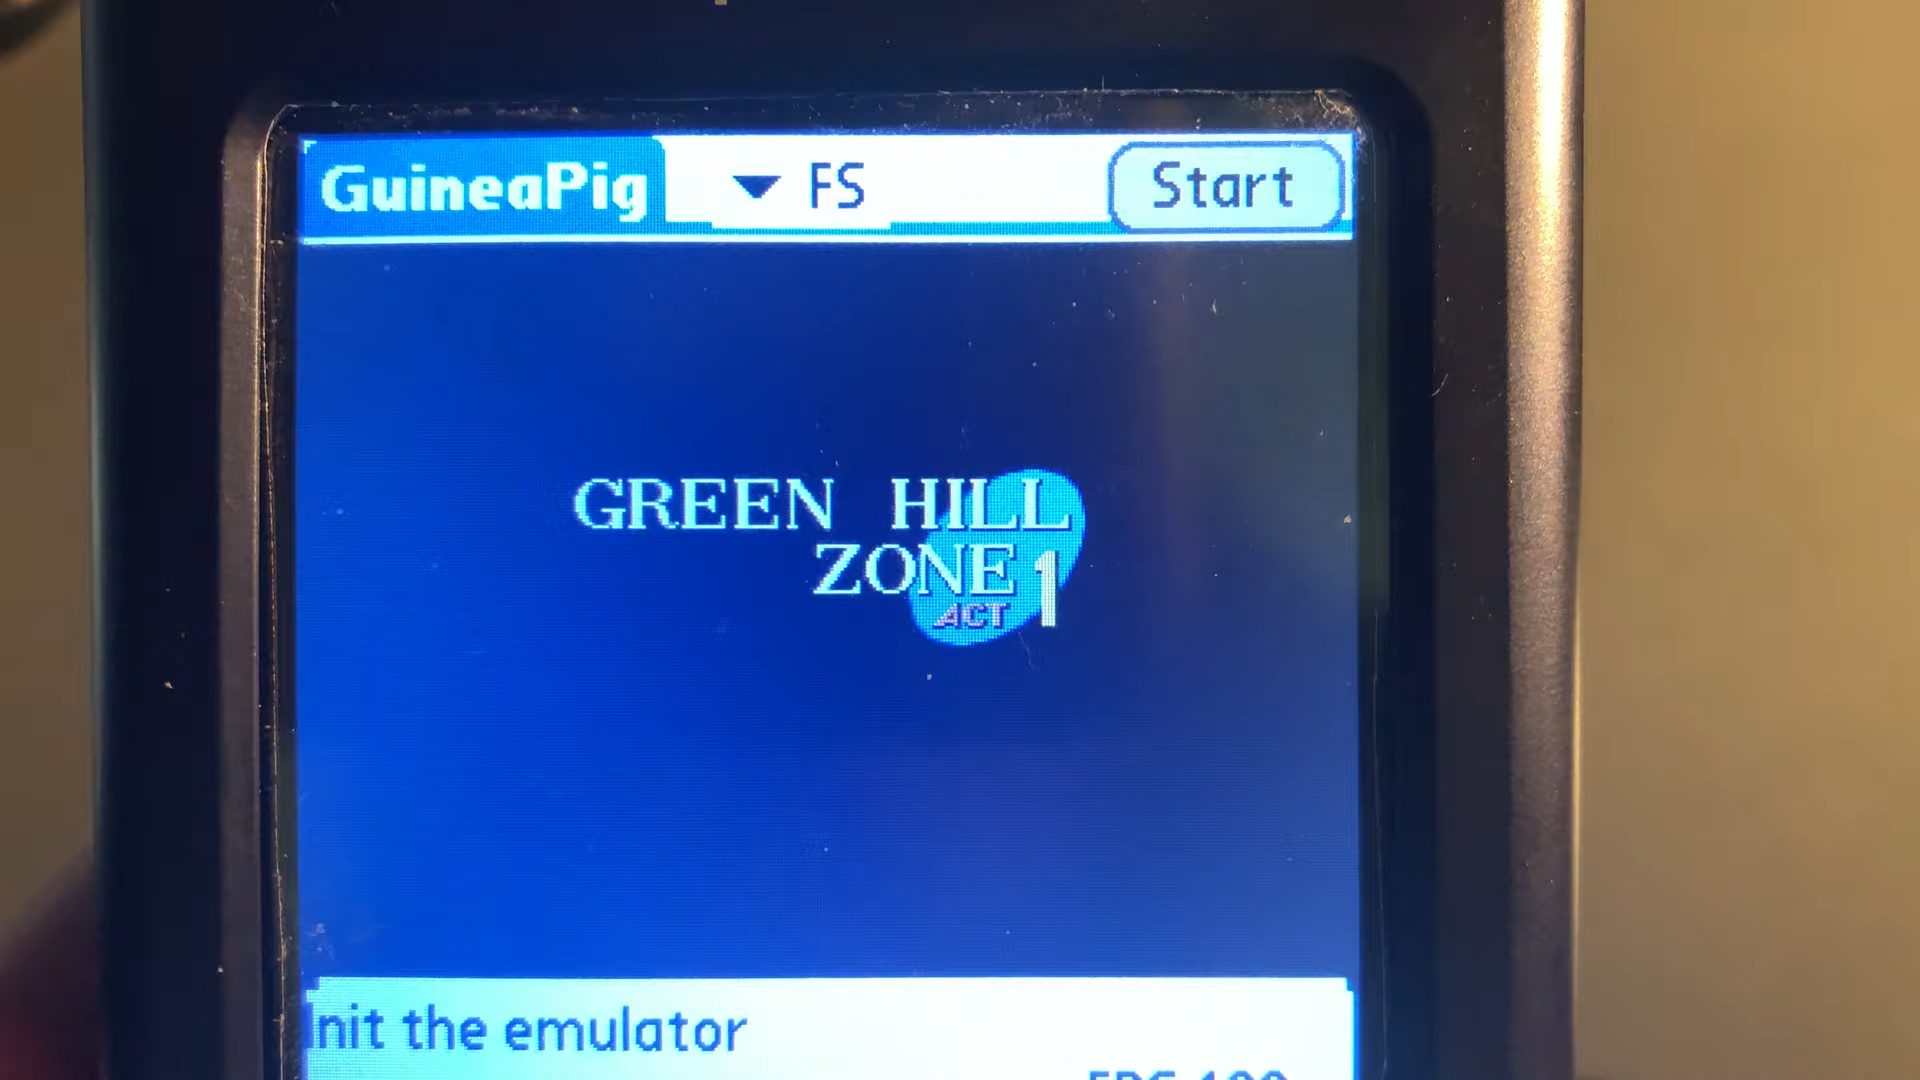 GuineaPig
FS
Start
GREEN HILL
ZONE 1
ACT
Init the emulator